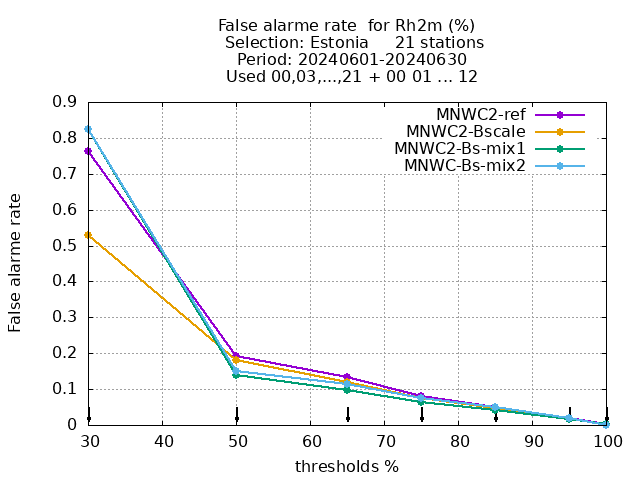 False alarme rate  for Rh2m (%)
Selection: Estonia     21 stations
Period: 20240601-20240630
Used 00,03,...,21 + 00 01 ... 12
MNWC2-ref
MNWC2-Bscale
MNWC2-Bs-mix1
MNWC-Bs-mix2
False alarme rate
0.9
0.8
0.7
0.6
0.5
0.4
0.3
0.2
0.1
0
30 40 50 60 70 80 90 100
thresholds %